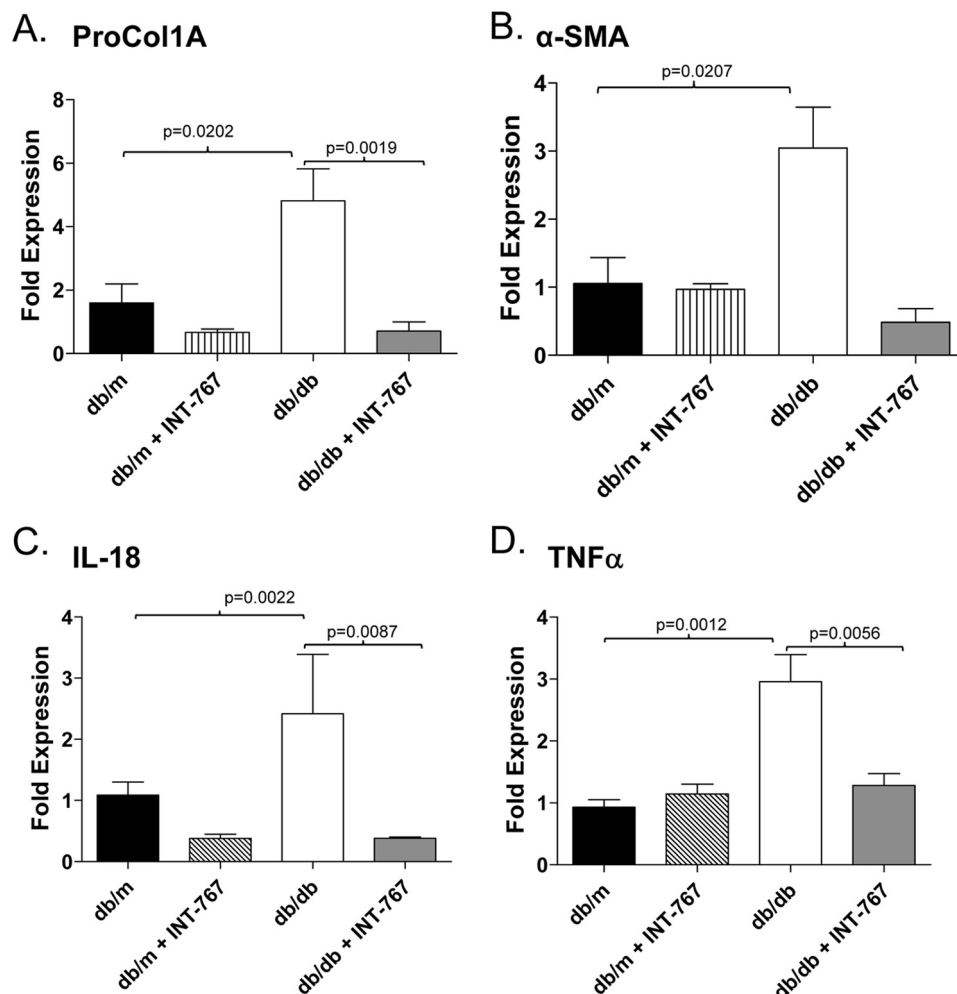 A. ProCol1A
Fold Expression
8
6
4
2
0
p=0.0202
p=0.0019
db/m
db/m + INT-767
db/db
db/db + INT-767
B. α-SMA
Fold Expression
4
3
2
1
0
p=0.0207
db/m
db/m + INT-767
db/db
db/db + INT-767
C. IL-18
Fold Expression
4
3
2
1
0
p=0.0022
p=0.0087
db/m
db/m + INT-767
db/db
db/db + INT-767
D. TNFα
Fold Expression
4
3
2
1
0
p=0.0012
p=0.0056
db/m
db/m + INT-767
db/db
db/db + INT-767